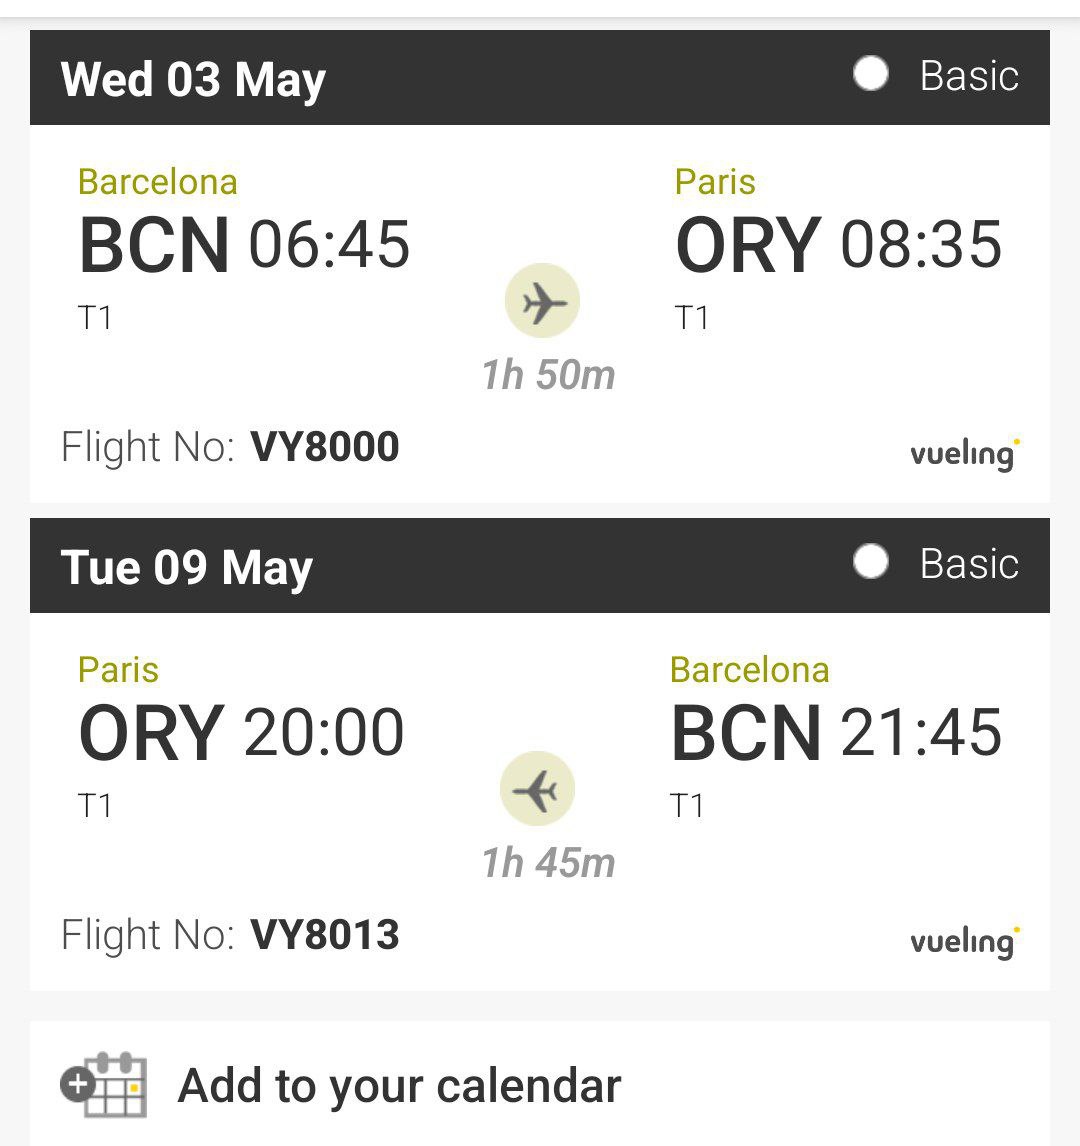 Wed 03 May Basic
Barcelona Paris
BCN 06:45 ORY 08:35
T1 T1
1h 50m
Flight No: VY8000 vueling
Tue 09 May Basic
Paris Barcelona
ORY 20:00 BCN 21:45
T1 T1
1h 45m
Flight No: VY8013 vueling
Add to your calendar